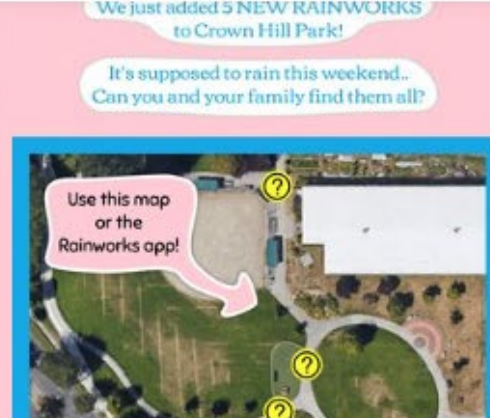 We just added 5 NEW RAINWORKS
to Crown Hill Park!
It's supposed to rain this weekend..
Can you and your family find them all?
Use this map
or the
Rainworks app!
?
?
?